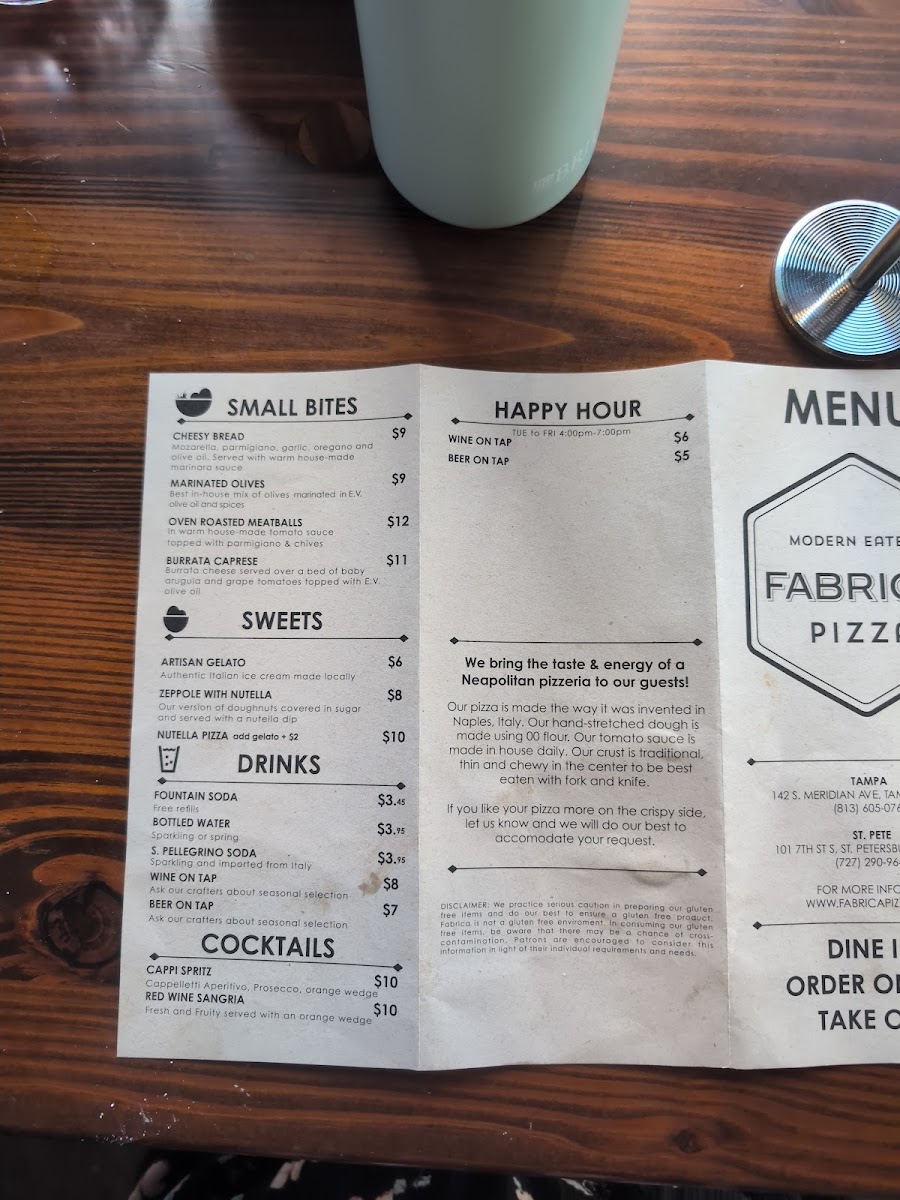 SMALL BITES
CHEESY BREAD $9
Mozarella, parmigiano, garlic, oregano and
olive oil. Served with warm house-made
marinara sauce
MARINATED OLIVES $9
Best in-house mix of olives marinated in E.V.
olive oil and spices
OVEN ROASTED MEATBALLS $12
In warm house-made tomato sauce
topped with parmigiano & chives
BURRATA CAPRESE $11
Burrata cheese served over a bed of baby
arugula and grape tomatoes topped with E.V.
olive oil
SWEETS
ARTISAN GELATO $6
Authentic Italian ice cream made locally
ZEPPOLE WITH NUTELLA $8
Our version of doughnuts covered in sugar
and served with a nutella dip
NUTELLA PIZZA add gelato + $2 $10
DRINKS
FOUNTAIN SODA $3.45
Free refills
BOTTLED WATER $3.95
Sparkling or spring
S. PELLEGRINO SODA $3.95
Sparkling and imported from Italy
WINE ON TAP $8
Ask our crafters about seasonal selection
BEER ON TAP $7
Ask our crafters about seasonal selection
COCKTAILS
CAPPI SPRITZ $10
Cappelletti Aperitivo, Prosecco, orange wedge
RED WINE SANGRIA $10
Fresh and Fruity served with an orange wedge
HAPPY HOUR
TUE to FRI 4:00pm-7:00pm
WINE ON TAP $6
BEER ON TAP $5
We bring the taste & energy of a
Neapolitan pizzeria to our guests!
Our pizza is made the way it was invented in
Naples, Italy. Our hand-stretched dough is
made using 00 flour. Our tomato sauce is
made in house daily. Our crust is traditional,
thin and chewy in the center to be best
eaten with fork and knife.
If you like your pizza more on the crispy side,
let us know and we will do our best to
accomodate your request.
DISCLAIMER: We practice serious caution in preparing our gluten
free items and do our best to ensure a gluten free product.
Fabrica is not a gluten free enviroment. In consuming our gluten
free items, be aware that there may be a chance of cross-
contamination. Patrons are encouraged to consider this
information in light of their individual requirements and needs.
MENU
MODERN EATE
FABRIC
PIZZA
TAMPA
142 S. MERIDIAN AVE, TAM
(813) 605-076
ST. PETE
101 7TH ST S, ST. PETERSBU
(727) 290-96
FOR MORE INFO
WWW.FABRICAPIZ
DINE I
ORDER O
TAKE O